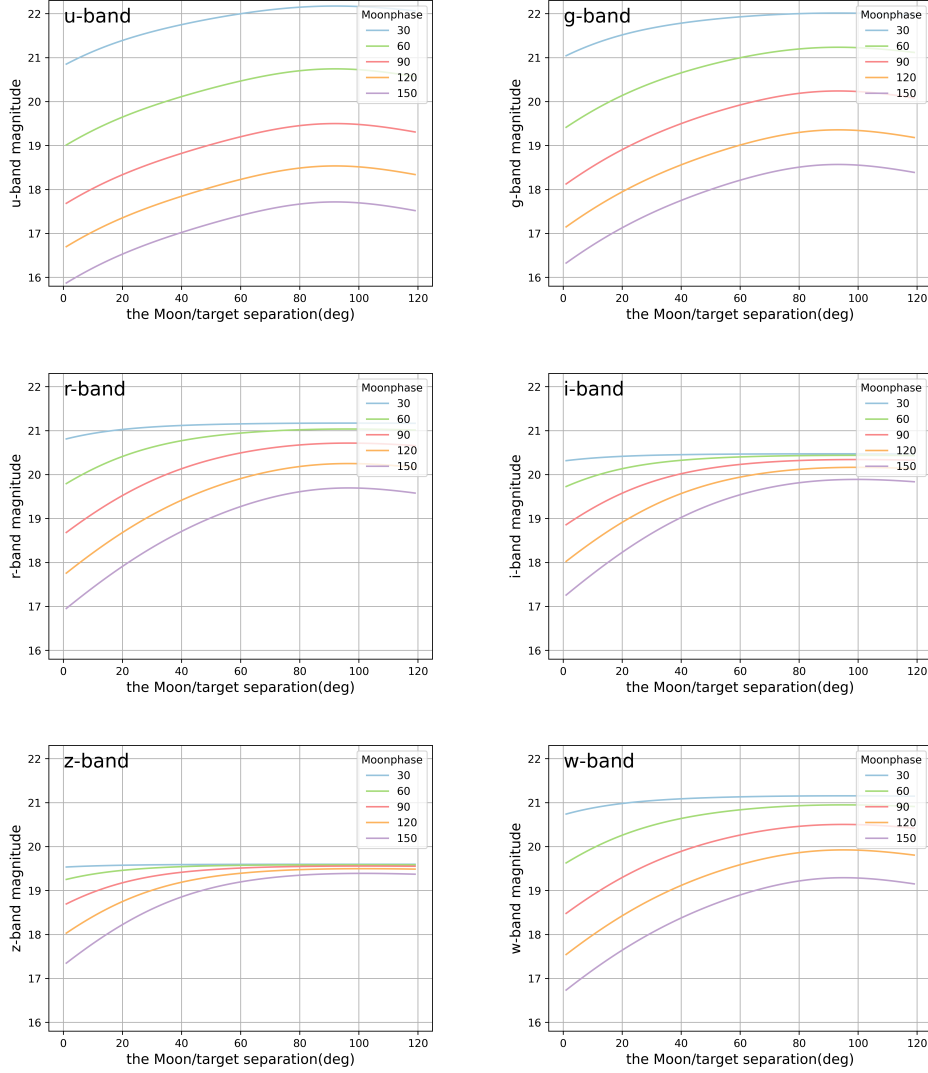 u-band
Moonphase
30
60
90
120
150
22
21
20
19
18
17
16
u-band magnitude
0 20 40 60 80 100 120
the Moon/target separation(deg)
g-band
Moonphase
30
60
90
120
150
22
21
20
19
18
17
16
g-band magnitude
0 20 40 60 80 100 120
the Moon/target separation(deg)
r-band
Moonphase
30
60
90
120
150
22
21
20
19
18
17
16
r-band magnitude
0 20 40 60 80 100 120
the Moon/target separation(deg)
i-band
Moonphase
30
60
90
120
150
22
21
20
19
18
17
16
i-band magnitude
0 20 40 60 80 100 120
the Moon/target separation(deg)
z-band
Moonphase
30
60
90
120
150
22
21
20
19
18
17
16
z-band magnitude
0 20 40 60 80 100 120
the Moon/target separation(deg)
w-band
Moonphase
30
60
90
120
150
22
21
20
19
18
17
16
w-band magnitude
0 20 40 60 80 100 120
the Moon/target separation(deg)